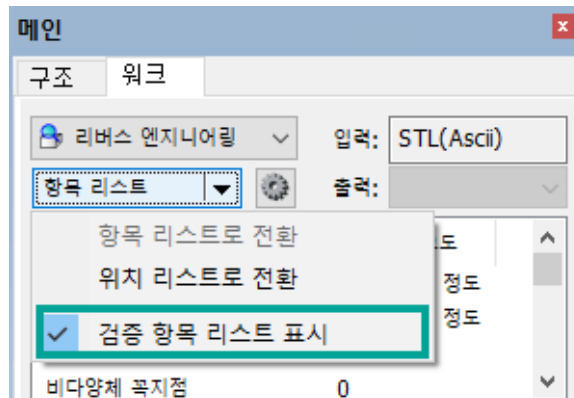 메인
구조 워크
리버스 엔지니어링 입력: STL(Ascii)
항목 리스트 출력:
항목 리스트로 전환
위치 리스트로 전환 정도
검증 항목 리스트 표시 정도
비다양체 꼭지점 0